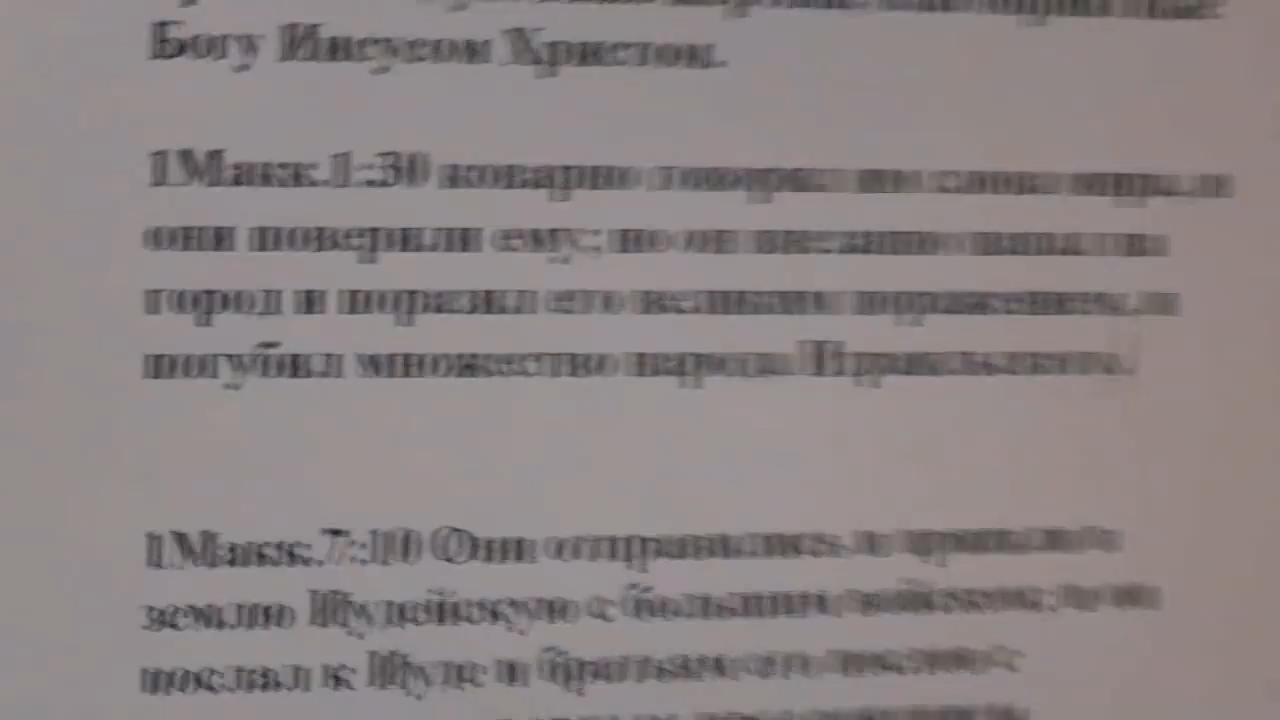 Богу Иисусом Христом.
1Макк.1:30 коварно говорил им слова мира, и
они поверили ему; но он внезапно напал на
город и поразил его великим поражением, и
погубил множество народа Израильского.
1Макк.7:10 Они отправились и пришли в
землю Иудейскую с большим войском; и он
послал к Иуде и братьям его послов с